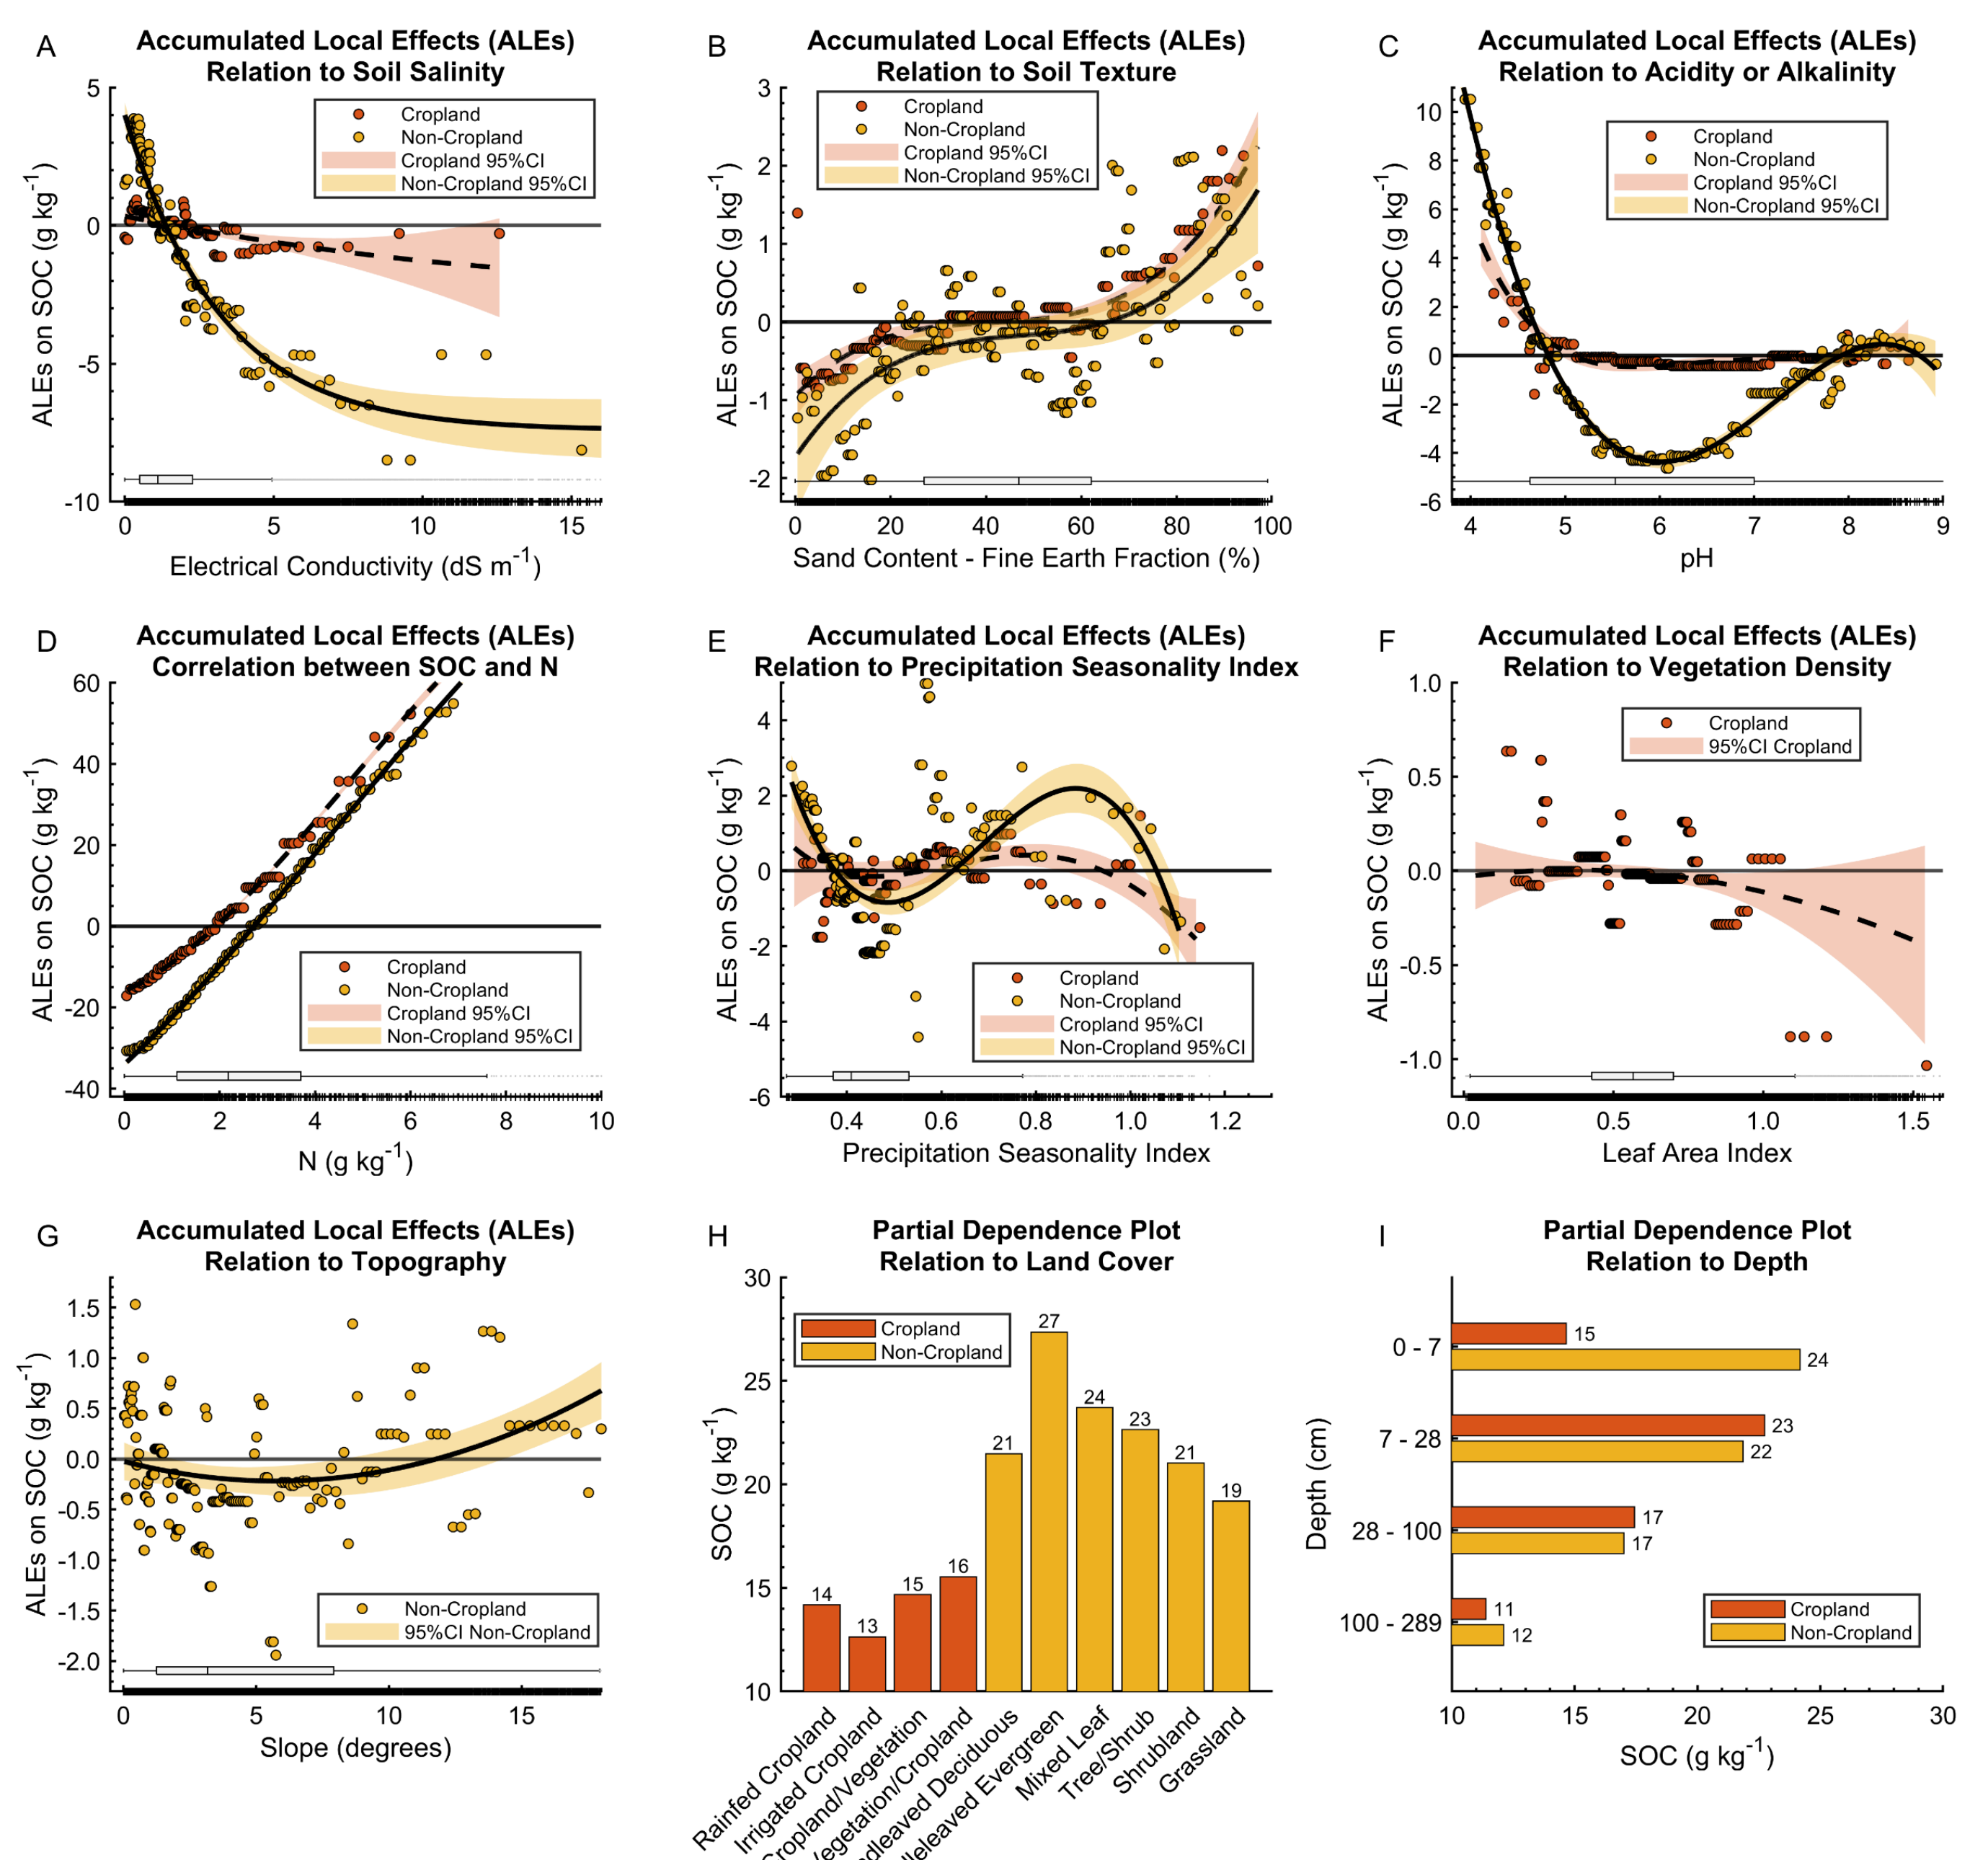 A
Accumulated Local Effects (ALEs)
Relation to Soil Salinity
5
0
-5
-10
ALEs on SOC (g kg-1)
Cropland
Non-Cropland
Cropland 95%CI
Non-Cropland 95%CI
0 5 10 15
Electrical Conductivity (dS m-1)
B
Accumulated Local Effects (ALEs)
Relation to Soil Texture
3
2
1
0
-1
-2
ALEs on SOC (g kg-1)
Cropland
Non-Cropland
Cropland 95%CI
Non-Cropland 95%CI
0 20 40 60 80 100
Sand Content - Fine Earth Fraction (%)
C
Accumulated Local Effects (ALEs)
Relation to Acidity or Alkalinity
10
8
6
4
2
0
-2
-4
-6
ALEs on SOC (g kg-1)
Cropland
Non-Cropland
Cropland 95%CI
Non-Cropland 95%CI
4 5 6 7 8 9
pH
D
Accumulated Local Effects (ALEs)
Correlation between SOC and N
60
40
20
0
-20
-40
ALEs on SOC (g kg-1)
Cropland
Non-Cropland
Cropland 95%CI
Non-Cropland 95%CI
0 2 4 6 8 10
N (g kg-1)
E
Accumulated Local Effects (ALEs)
Relation to Precipitation Seasonality Index
4
2
0
-2
-4
-6
ALEs on SOC (g kg-1)
Cropland
Non-Cropland
Cropland 95%CI
Non-Cropland 95%CI
0.4 0.6 0.8 1.0 1.2
Precipitation Seasonality Index
F
Accumulated Local Effects (ALEs)
Relation to Vegetation Density
1.0
0.5
0.0
-0.5
-1.0
ALEs on SOC (g kg-1)
Cropland
95%CI Cropland
0.0 0.5 1.0 1.5
Leaf Area Index
G
Accumulated Local Effects (ALEs)
Relation to Topography
1.5
1.0
0.5
0.0
-0.5
-1.0
-1.5
-2.0
ALEs on SOC (g kg-1)
Non-Cropland
95%CI Non-Cropland
0 5 10 15
Slope (degrees)
H
Partial Dependence Plot
Relation to Land Cover
30
25
20
15
10
SOC (g kg-1)
Cropland
Non-Cropland
14 13 15 16 21 27 24 23 21 19
Rainfed Cropland
Irrigated Cropland
Cropland/Vegetation
Vegetation/Cropland
Deciduous
Evergreen
Mixed Leaf
Tree/Shrub
Shrubland
Grassland
I
Partial Dependence Plot
Relation to Depth
Depth (cm)
0 - 7
15
24
7 - 28
23
22
28 - 100
17
17
100 - 289
11
12
Cropland
Non-Cropland
10 15 20 25 30
SOC (g kg-1)